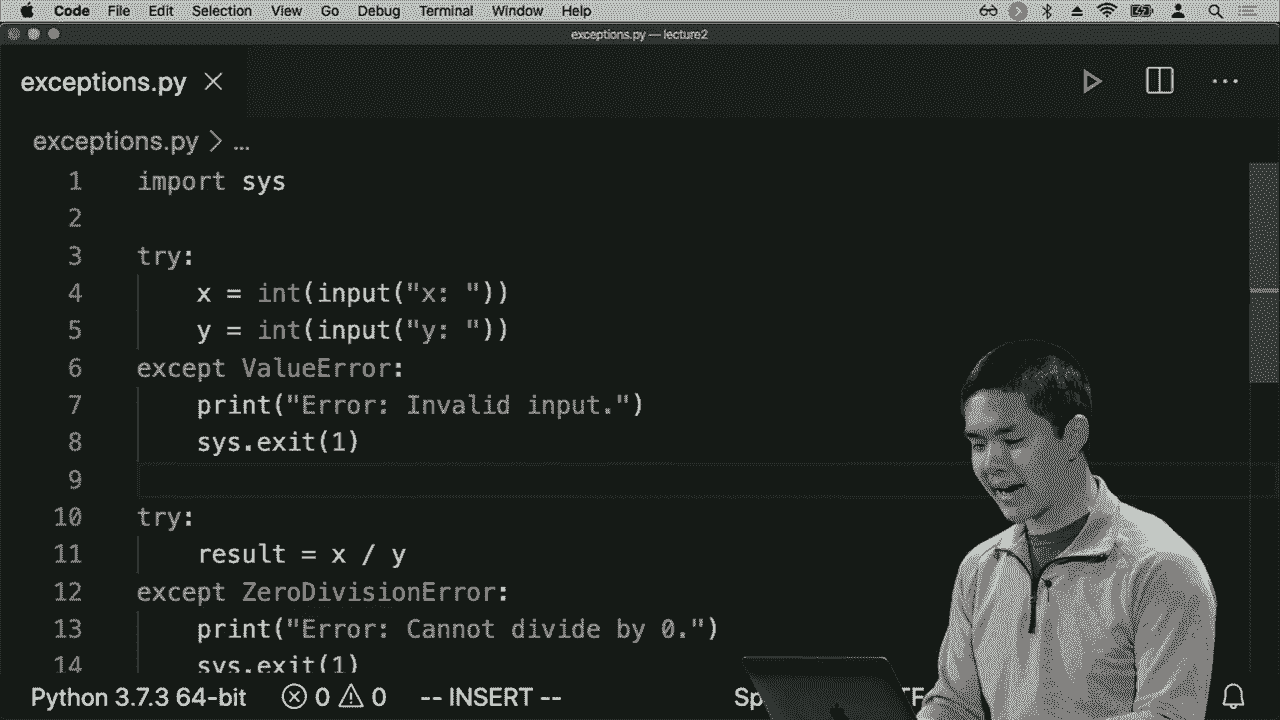 Code File Edit Selection View Go Debug Terminal Window Help
exceptions.py — lecture2
exceptions.py
exceptions.py > ...
1 import sys
2
3 try:
4 x = int(input("x: "))
5 y = int(input("y: "))
6 except ValueError:
7 print("Error: Invalid input.")
8 sys.exit(1)
9
10 try:
11 result = x / y
12 except ZeroDivisionError:
13 print("Error: Cannot divide by 0.")
14 sys.exit(1)
Python 3.7.3 64-bit 0 0 -- INSERT --